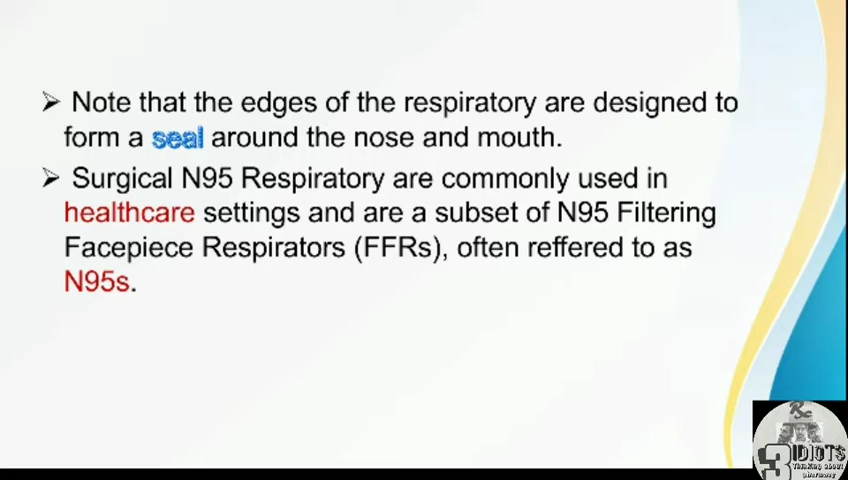 ➢ Note that the edges of the respiratory are designed to
form a seal around the nose and mouth.
➢ Surgical N95 Respiratory are commonly used in
healthcare settings and are a subset of N95 Filtering
Facepiece Respirators (FFRs), often reffered to as
N95s.
3 IDIOTs
Thinking about
pharmacy